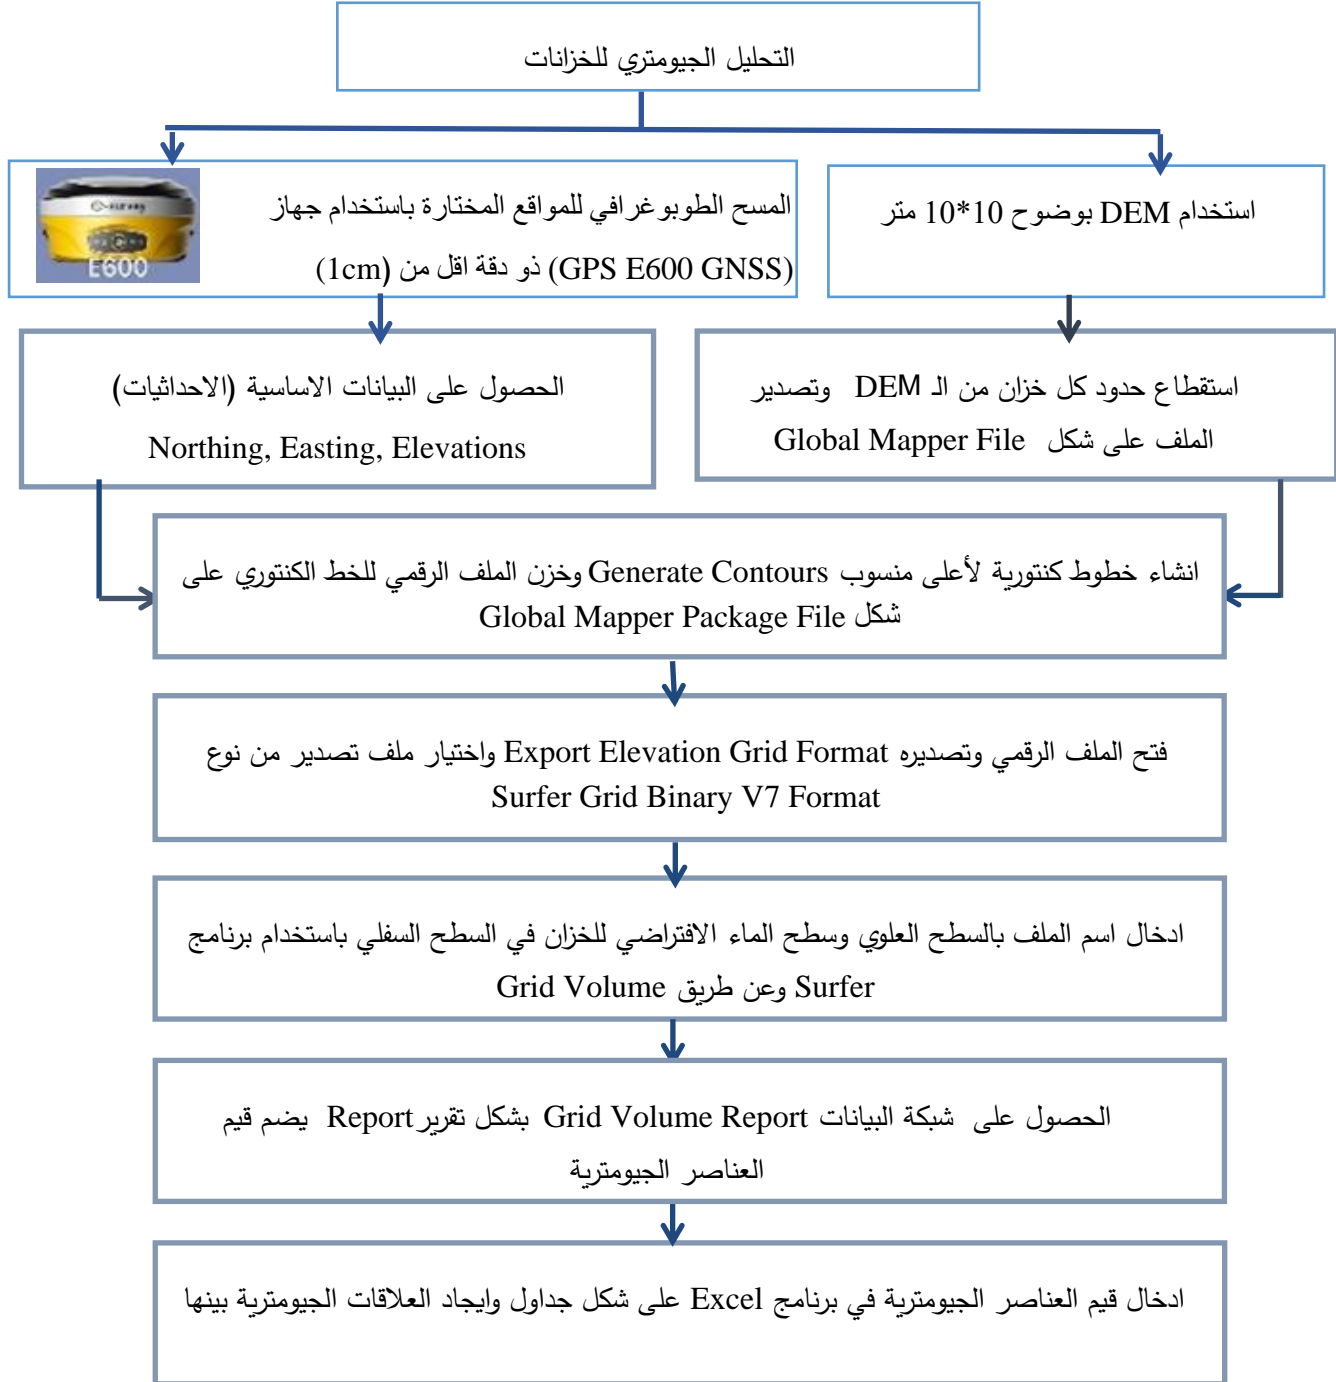 التحليل الجيومتري للخزانات
استخدام DEM بوضوح 10*10 متر
المسح الطوبوغرافي للمواقع المختارة باستخدام جهاز
(GPS E600 GNSS) ذو دقة اقل من (1cm)
E600
استقطاع حدود كل خزان من الـ DEM وتصدير
الملف على شكل Global Mapper File
الحصول على البيانات الاساسية (الاحداثيات)
Northing, Easting, Elevations
انشاء خطوط كنتورية لأعلى منسوب Generate Contours وخزن الملف الرقمي للخط الكنتوري على
شكل Global Mapper Package File
فتح الملف الرقمي وتصديره Export Elevation Grid Format واختيار ملف تصدير من نوع
Surfer Grid Binary V7 Format
ادخال اسم الملف بالسطح العلوي وسطح الماء الافتراضي للخزان في السطح السفلي باستخدام برنامج
Surfer وعن طريق Grid Volume
الحصول على شبكة البيانات Grid Volume Report بشكل تقرير Report يضم قيم
العناصر الجيومترية
ادخال قيم العناصر الجيومترية في برنامج Excel على شكل جداول وايجاد العلاقات الجيومترية بينها